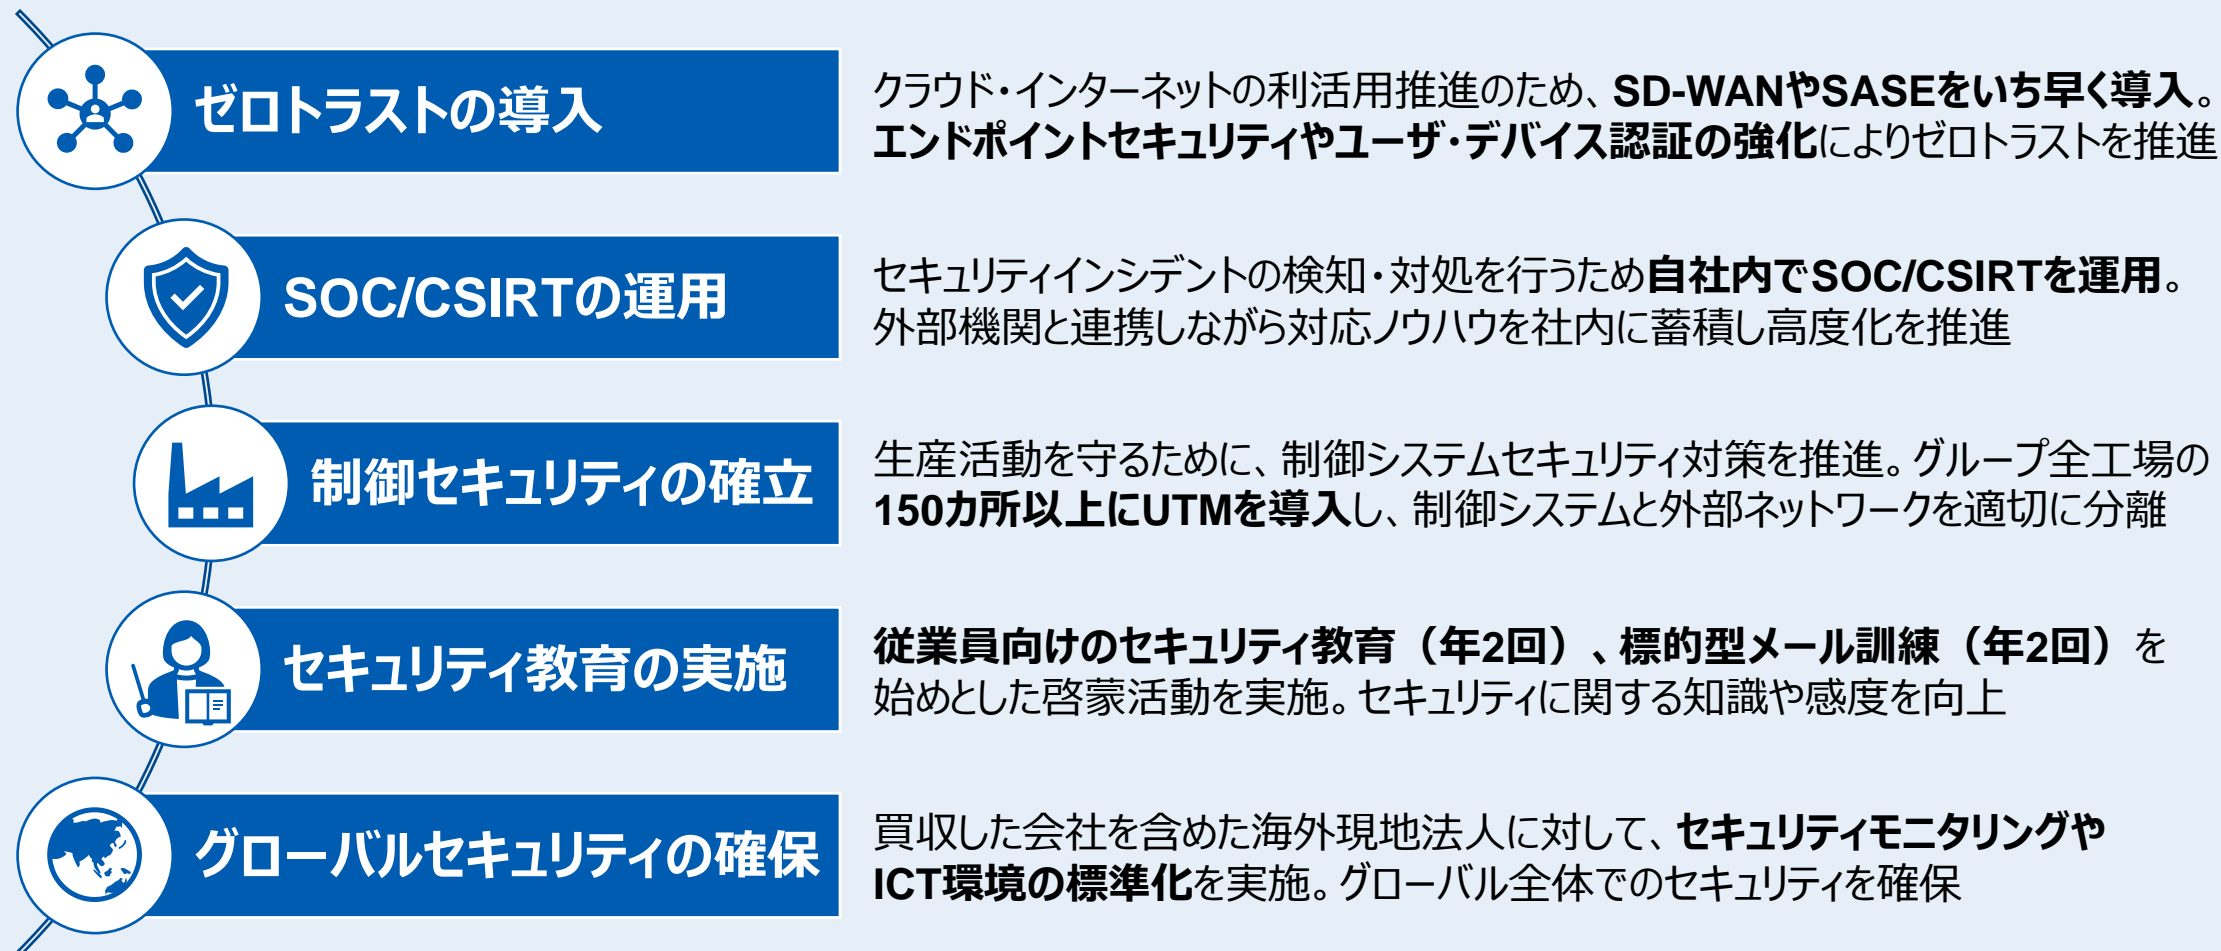 ゼロトラストの導入
クラウド・インターネットの利活用推進のため、SD-WANやSASEをいち早く導入。
エンドポイントセキュリティやユーザ・デバイス認証の強化によりゼロトラストを推進
SOC/CSIRTの運用
セキュリティインシデントの検知・対処を行うため自社内でSOC/CSIRTを運用。
外部機関と連携しながら対応ノウハウを社内に蓄積し高度化を推進
制御セキュリティの確立
生産活動を守るために、制御システムセキュリティ対策を推進。グループ全工場の
150カ所以上にUTMを導入し、制御システムと外部ネットワークを適切に分離
セキュリティ教育の実施
従業員向けのセキュリティ教育（年2回）、標的型メール訓練（年2回）を
始めとした啓蒙活動を実施。セキュリティに関する知識や感度を向上
グローバルセキュリティの確保
買収した会社を含めた海外現地法人に対して、セキュリティモニタリングや
ICT環境の標準化を実施。グローバル全体でのセキュリティを確保